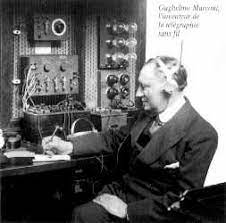 Guglielmo Marconi,
l'inventeur de
la télégraphie
sans fil